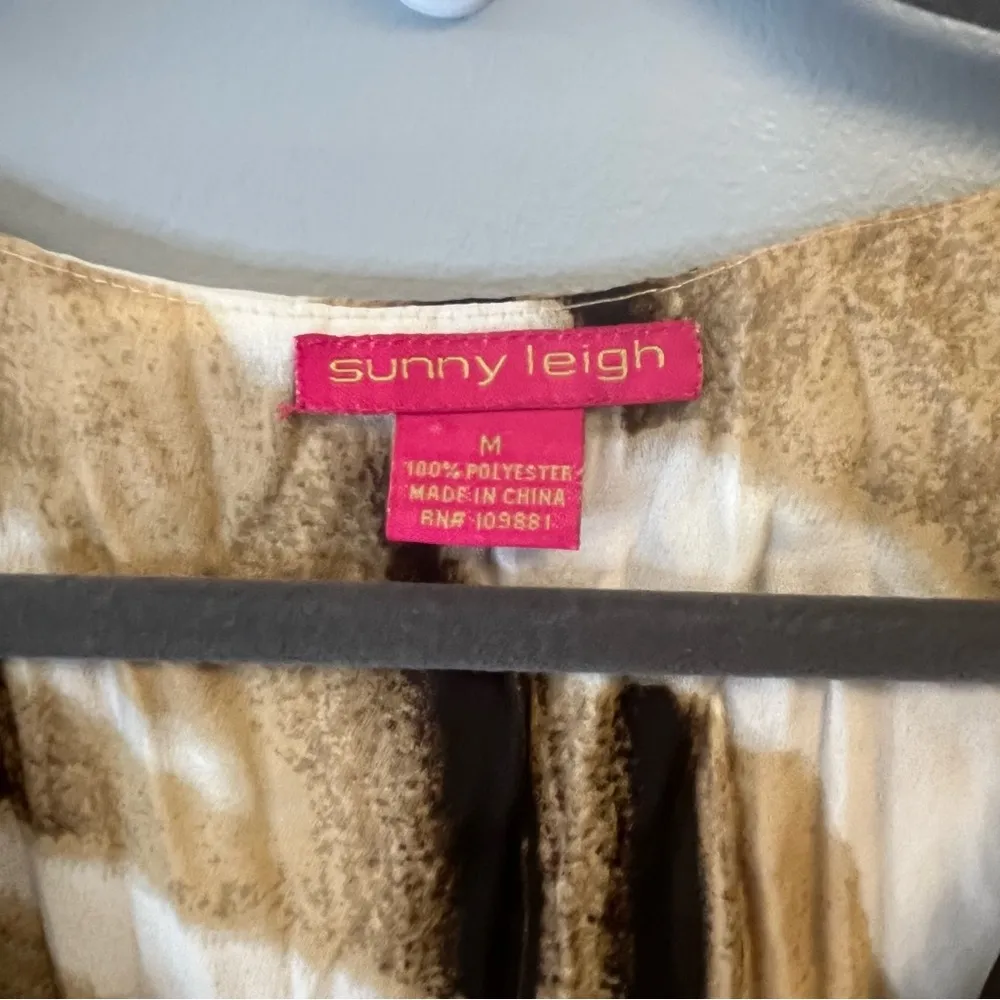 sunny leigh
M
100% POLYESTER
MADE IN CHINA
RN# 109881